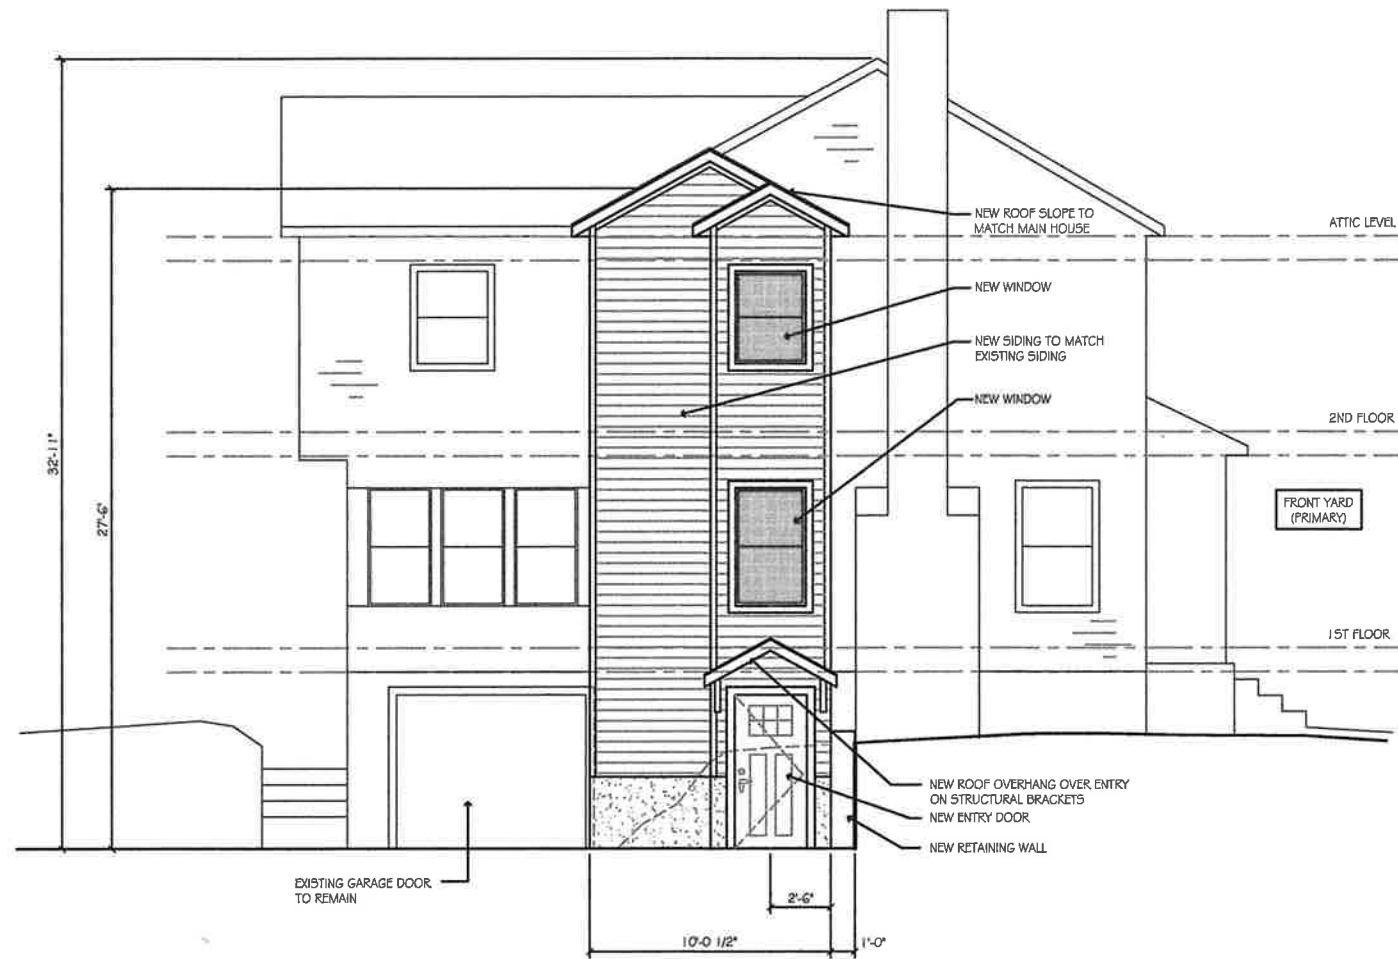 NEW ROOF SLOPE TO
MATCH MAIN HOUSE
ATTIC LEVEL
NEW WINDOW
NEW SIDING TO MATCH
EXISTING SIDING
NEW WINDOW
2ND FLOOR
32'-11"
27'-6"
FRONT YARD
(PRIMARY)
1ST FLOOR
NEW ROOF OVERHANG OVER ENTRY
ON STRUCTURAL BRACKETS
NEW ENTRY DOOR
NEW RETAINING WALL
EXISTING GARAGE DOOR
TO REMAIN
2'-6"
10'-0 1/2"
1'-0"